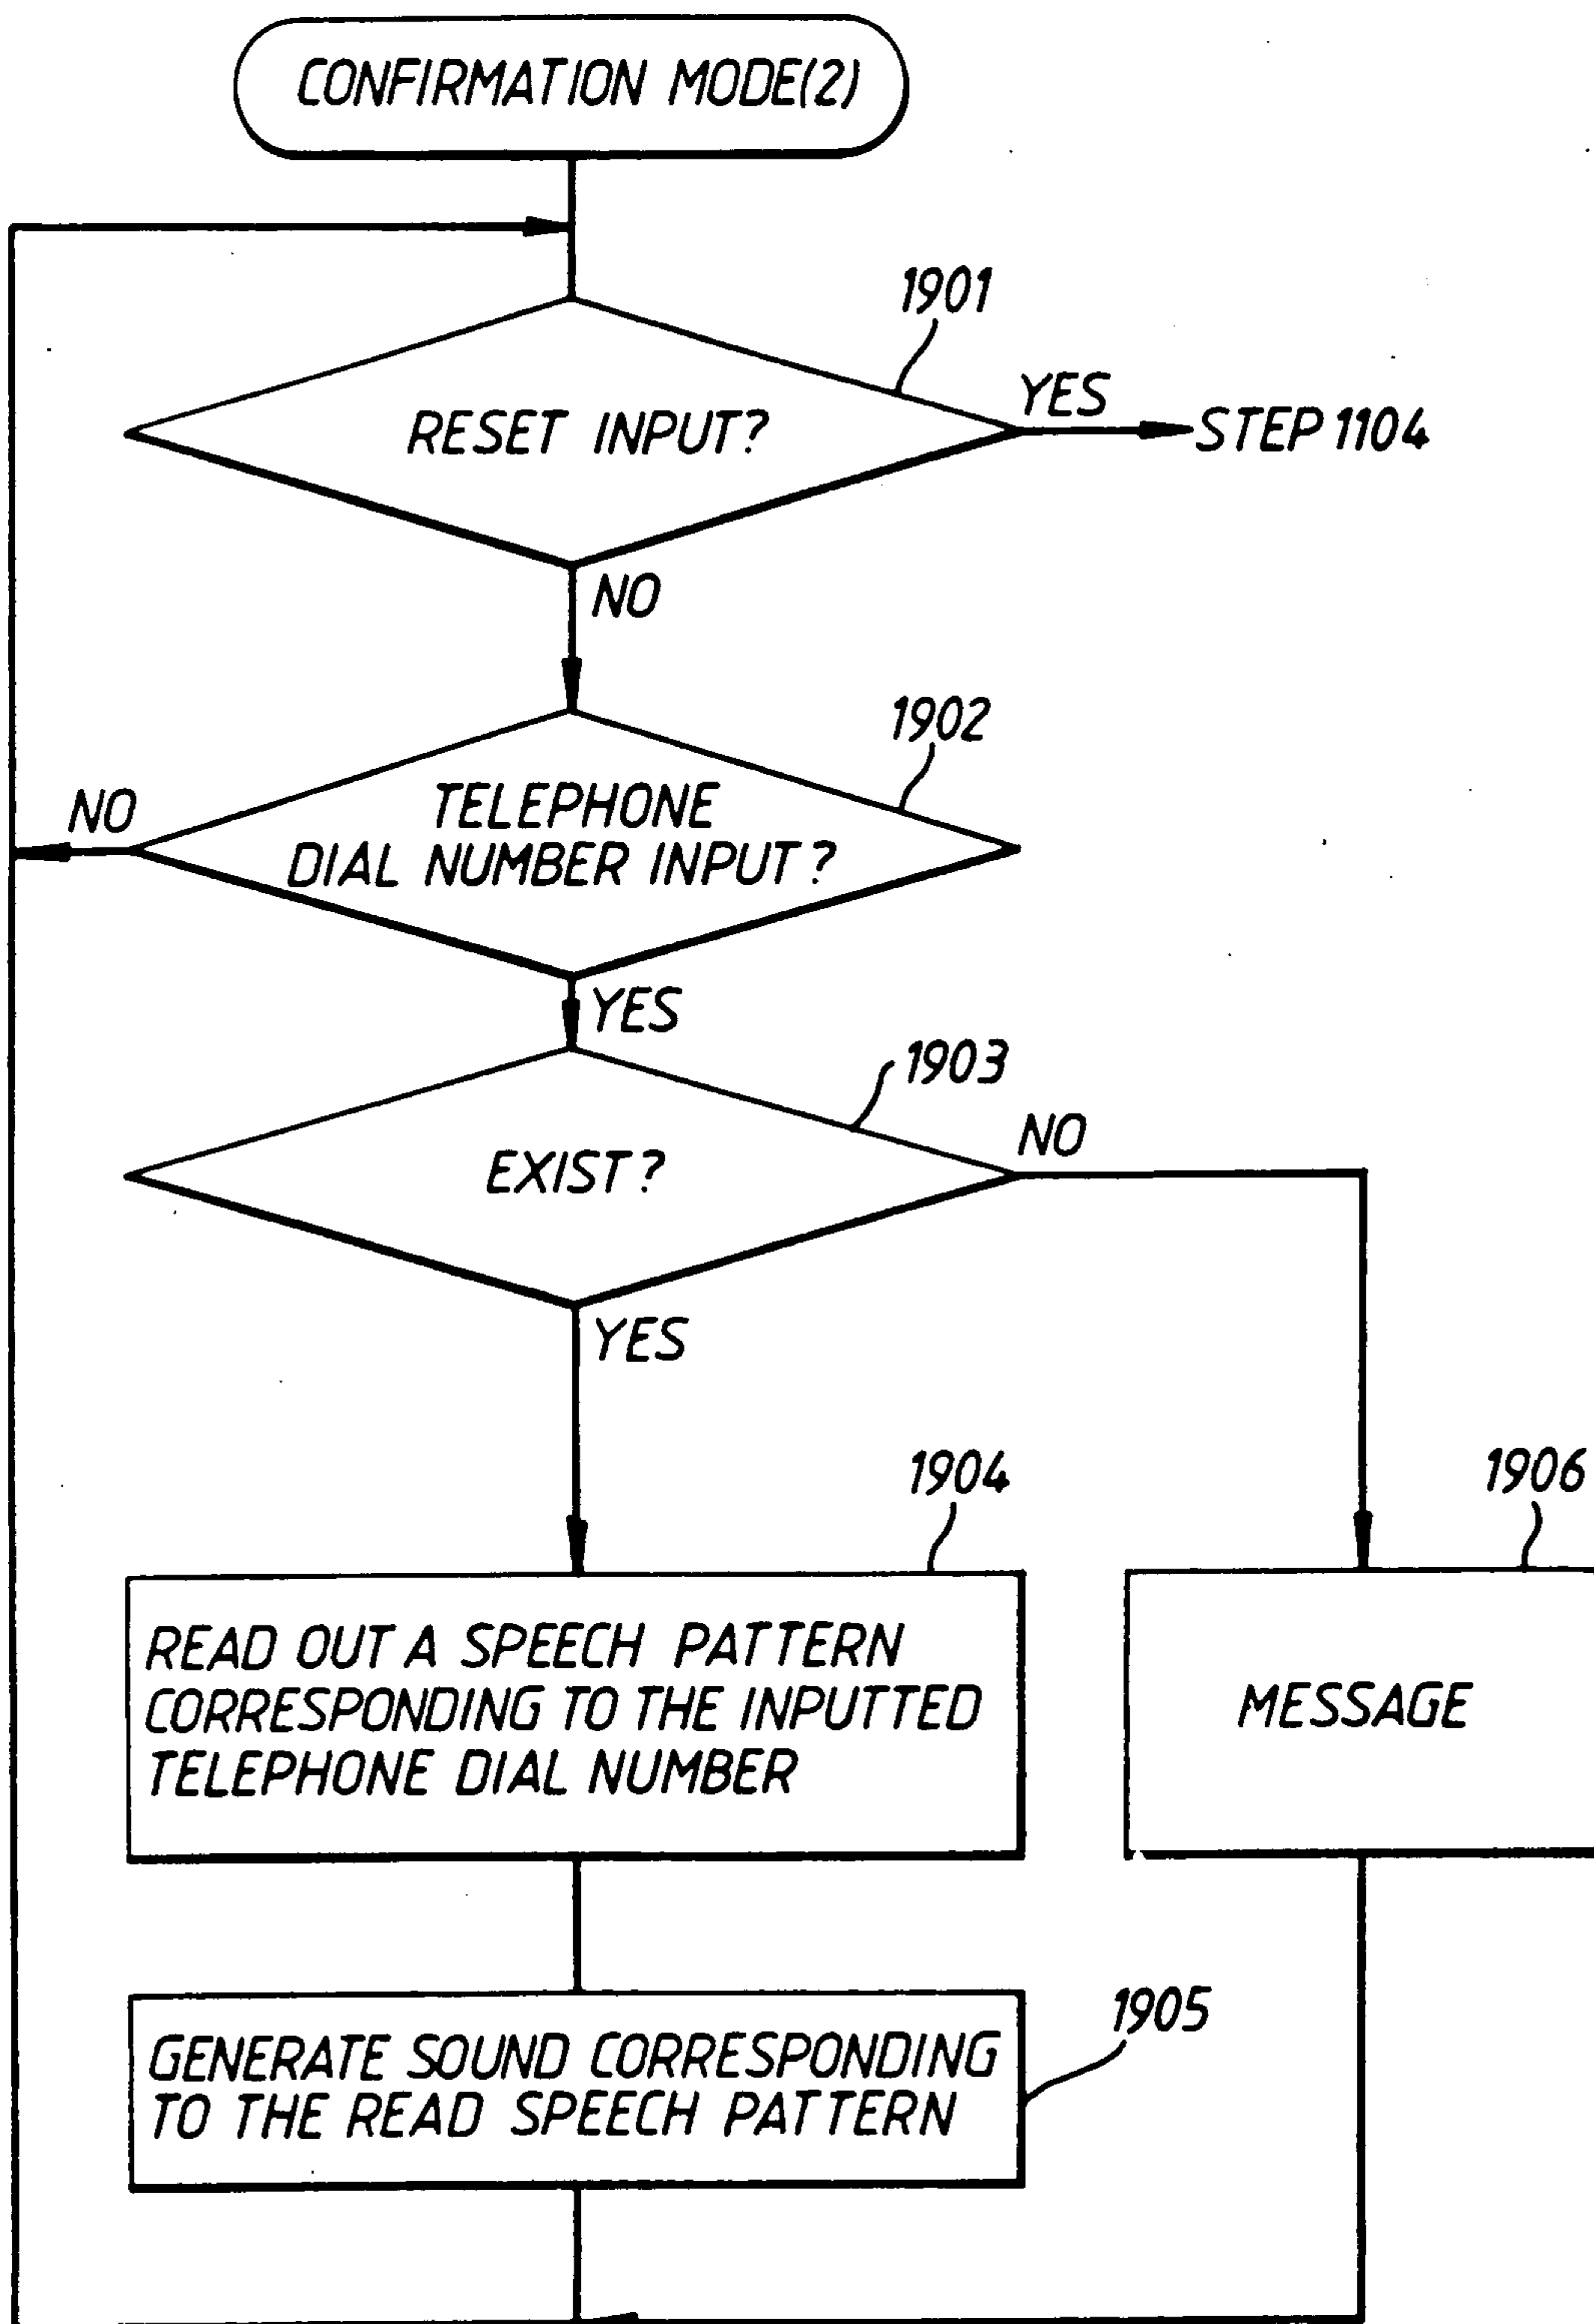 CONFIRMATION MODE(2)
1901
RESET INPUT?
YES
STEP 1104
NO
1902
TELEPHONE
DIAL NUMBER INPUT?
NO
YES
1903
EXIST?
NO
YES
1904
READ OUT A SPEECH PATTERN
CORRESPONDING TO THE INPUTTED
TELEPHONE DIAL NUMBER
1906
MESSAGE
1905
GENERATE SOUND CORRESPONDING
TO THE READ SPEECH PATTERN